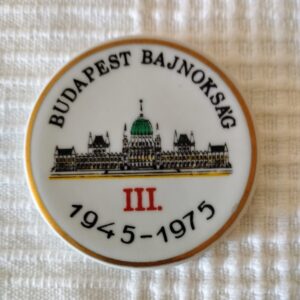 BUDAPEST BAJNOKSÁG
III.
1945-1975